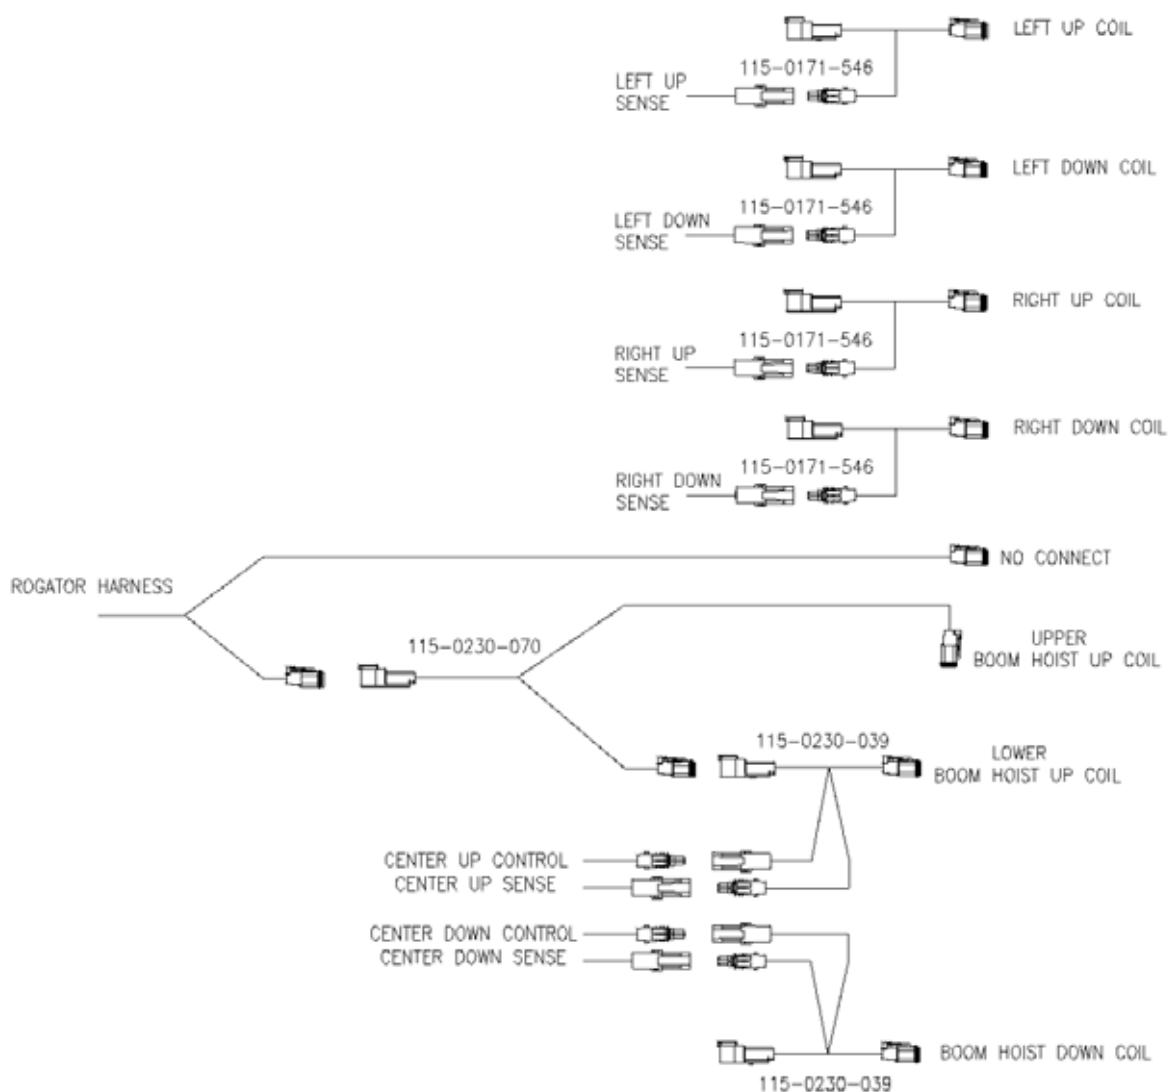 LEFT UP COIL
115-0171-546
LEFT UP
SENSE
LEFT DOWN COIL
115-0171-546
LEFT DOWN
SENSE
RIGHT UP COIL
115-0171-546
RIGHT UP
SENSE
RIGHT DOWN COIL
115-0171-546
RIGHT DOWN
SENSE
NO CONNECT
ROGATOR HARNESS
115-0230-070
UPPER
BOOM HOIST UP COIL
115-0230-039
LOWER
BOOM HOIST UP COIL
CENTER UP CONTROL
CENTER UP SENSE
CENTER DOWN CONTROL
CENTER DOWN SENSE
BOOM HOIST DOWN COIL
115-0230-039